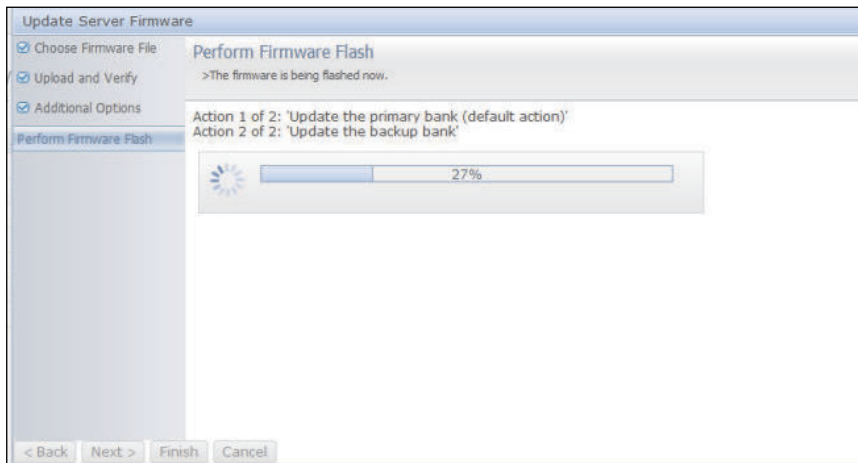 Update Server Firmware
Choose Firmware File
Upload and Verify
Additional Options
Perform Firmware Flash
Perform Firmware Flash
>The firmware is being flashed now.
Action 1 of 2: 'Update the primary bank (default action)'
Action 2 of 2: 'Update the backup bank'
27%
< Back
Next >
Finish
Cancel